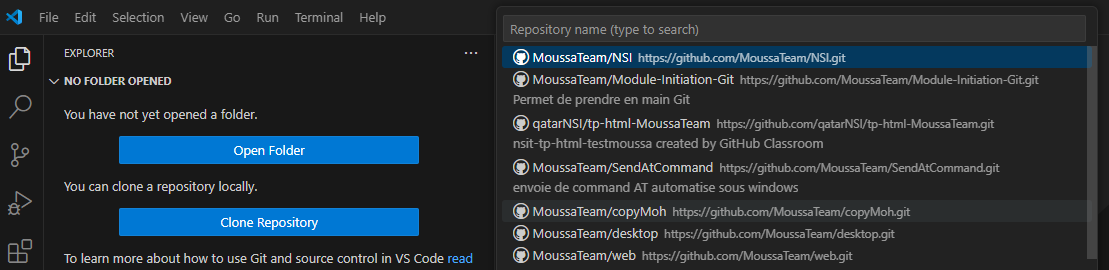 File Edit Selection View Go Run Terminal Help
EXPLORER
NO FOLDER OPENED
You have not yet opened a folder.
Open Folder
You can clone a repository locally.
Clone Repository
To learn more about how to use Git and source control in VS Code read
Repository name (type to search)
MoussaTeam/NSI https://github.com/MoussaTeam/NSI.git
MoussaTeam/Module-Initiation-Git https://github.com/MoussaTeam/Module-Initiation-Git.git
Permet de prendre en main Git
qatarNSI/tp-html-MoussaTeam https://github.com/qatarNSI/tp-html-MoussaTeam.git
nsit-tp-html-testmoussa created by GitHub Classroom
MoussaTeam/SendAtCommand https://github.com/MoussaTeam/SendAtCommand.git
envoie de command AT automatise sous windows
MoussaTeam/copyMoh https://github.com/MoussaTeam/copyMoh.git
MoussaTeam/desktop https://github.com/MoussaTeam/desktop.git
MoussaTeam/web https://github.com/MoussaTeam/web.git